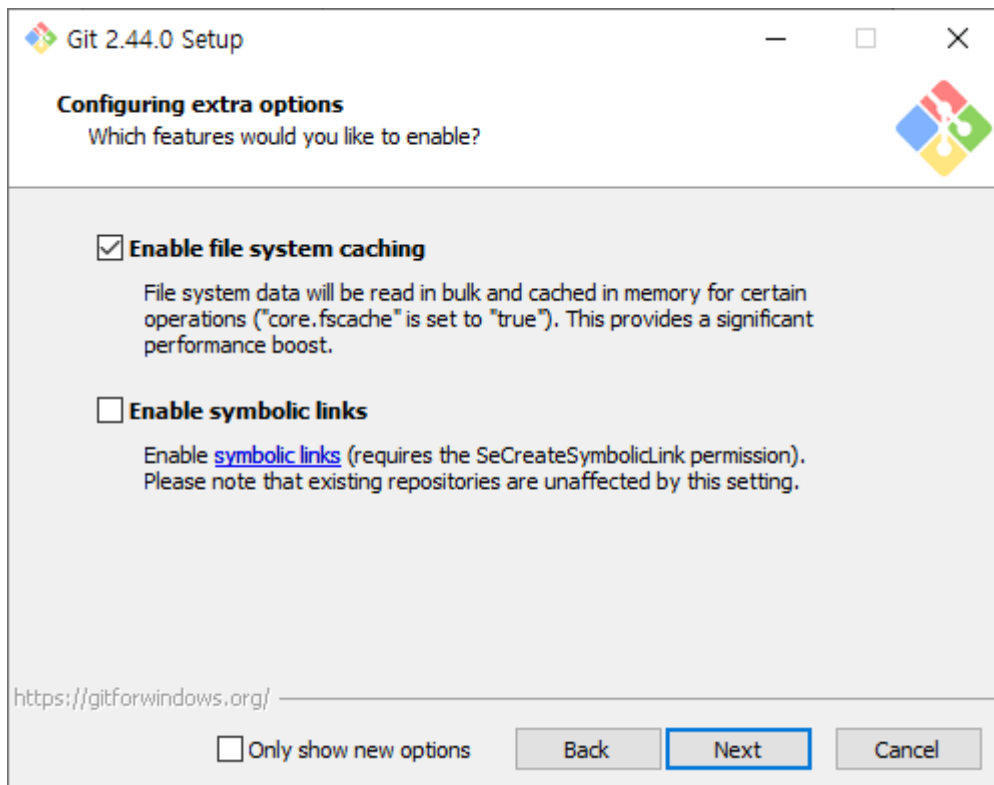 Git 2.44.0 Setup
Configuring extra options
Which features would you like to enable?
Enable file system caching
File system data will be read in bulk and cached in memory for certain
operations ("core.fscache" is set to "true"). This provides a significant
performance boost.
Enable symbolic links
Enable symbolic links (requires the SeCreateSymbolicLink permission).
Please note that existing repositories are unaffected by this setting.
https://gitforwindows.org/
Only show new options
Back
Next
Cancel